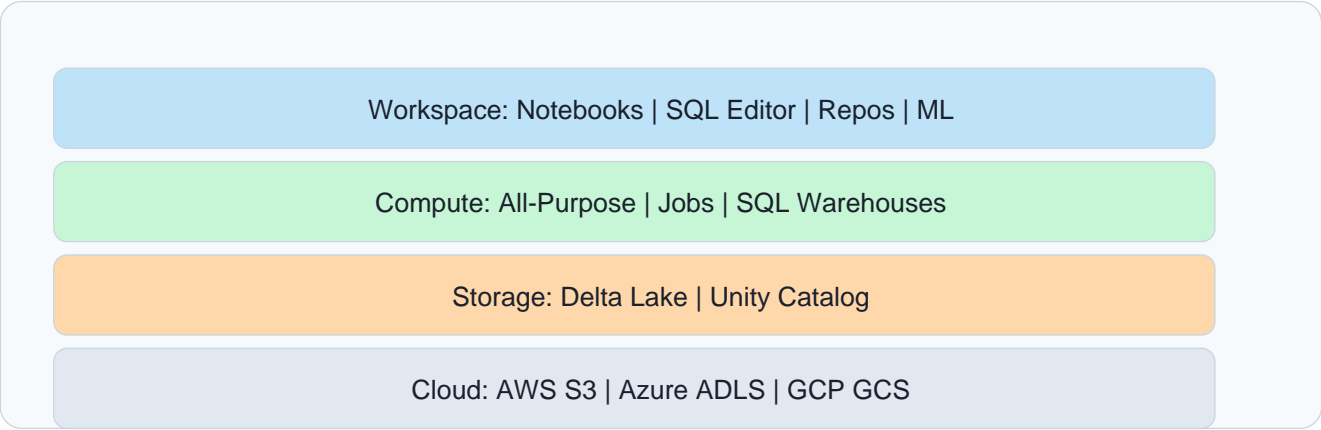 Workspace: Notebooks | SQL Editor | Repos | ML
Compute: All-Purpose | Jobs | SQL Warehouses
Storage: Delta Lake | Unity Catalog
Cloud: AWS S3 | Azure ADLS | GCP GCS